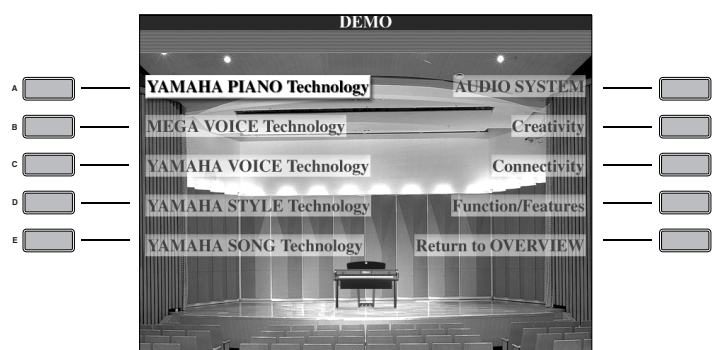 DEMO
A YAMAHA PIANO Technology AUDIO SYSTEM
B MEGA VOICE Technology Creativity
C YAMAHA VOICE Technology Connectivity
D YAMAHA STYLE Technology Function/Features
E YAMAHA SONG Technology Return to OVERVIEW